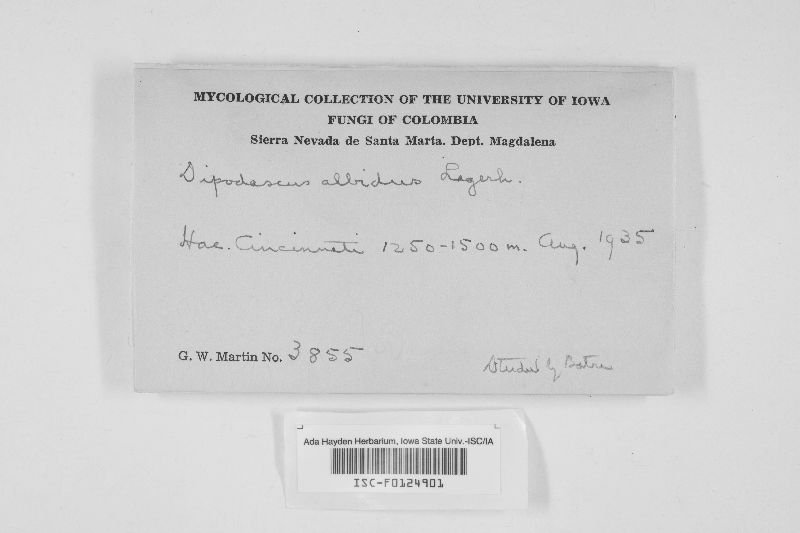 MYCOLOGICAL COLLECTION OF THE UNIVERSITY OF IOWA
FUNGI OF COLOMBIA
Sierra Nevada de Santa Marta. Dept. Magdalena
Dipodascus albidus Lagerh.
Hac. Cincinnati 1250-1500 m. Aug. 1935
G. W. Martin No. 3855
Studied by Batra
Ada Hayden Herbarium, Iowa State Univ.-ISC/IA
ISC-F0124901